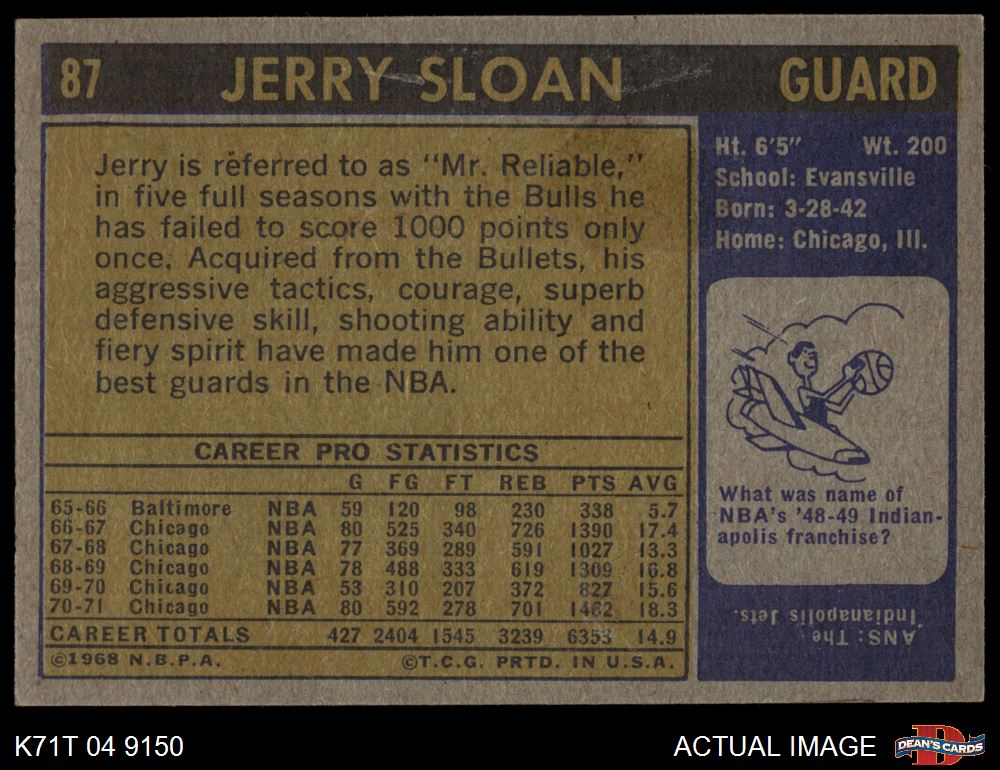 87 JERRY SLOAN GUARD
Jerry is referred to as "Mr. Reliable,"
in five full seasons with the Bulls he
has failed to score 1000 points only
once. Acquired from the Bullets, his
aggressive tactics, courage, superb
defensive skill, shooting ability and
fiery spirit have made him one of the
best guards in the NBA.
Ht. 6'5" Wt. 200
School: Evansville
Born: 3-28-42
Home: Chicago, Ill.
What was name of
NBA's '48-49 Indian-
apolis franchise?
ANS: The
Indianapolis Jets.
CAREER PRO STATISTICS
G FG FT REB PTS AVG
65-66 Baltimore NBA 59 120 98 230 338 5.7
66-67 Chicago NBA 80 525 340 726 1390 17.4
67-68 Chicago NBA 77 369 289 591 1027 13.3
68-69 Chicago NBA 78 488 333 619 1309 16.8
69-70 Chicago NBA 53 310 207 372 827 15.6
70-71 Chicago NBA 80 592 278 701 1462 18.3
CAREER TOTALS 427 2404 1545 3239 6353 14.9
©1968 N.B.P.A. ©T.C.G. PRTD. IN U.S.A.
K71T 04 9150 ACTUAL IMAGE DEAN'S CARDS